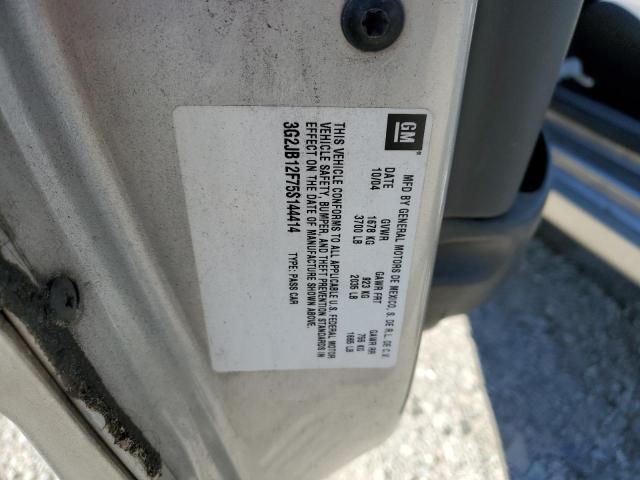 GM
MFD BY GENERAL MOTORS DE MEXICO, S. DE R.L. DE C.V.
DATE GVWR GAWR FRT GAWR RR
10/04 1678 KG 923 KG 755 KG
3700 LB 2035 LB 1665 LB
THIS VEHICLE CONFORMS TO ALL APPLICABLE U.S. FEDERAL MOTOR
VEHICLE SAFETY, BUMPER, AND THEFT PREVENTION STANDARDS IN
EFFECT ON THE DATE OF MANUFACTURE SHOWN ABOVE.
3G2JB12F75S144414 TYPE: PASS CAR